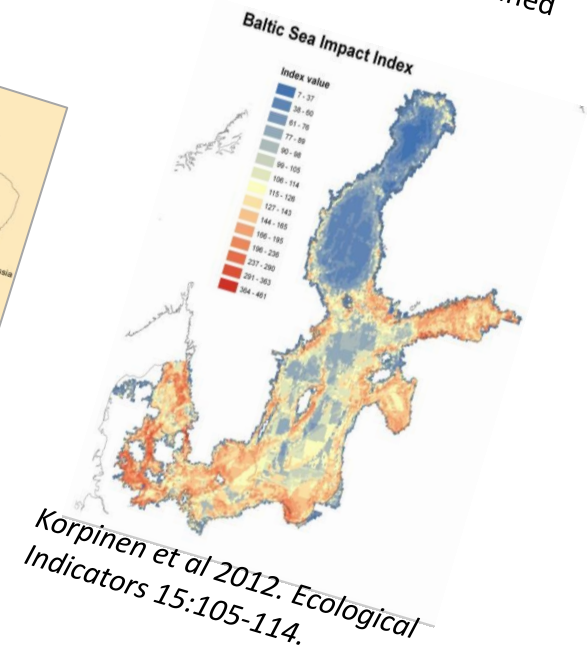 Baltic Sea Impact Index
Index value
7 - 37
38 - 60
61 - 76
77 - 89
90 - 98
99 - 105
106 - 114
115 - 126
127 - 143
144 - 165
166 - 195
196 - 236
237 - 290
291 - 363
364 - 461
Korpinen et al 2012. Ecological
Indicators 15:105-114.